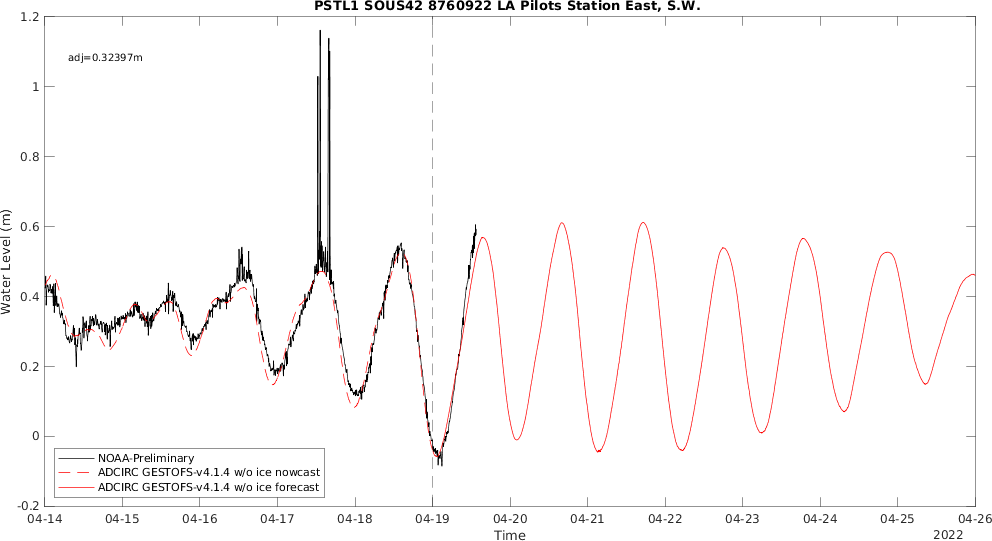 PSTL1 SOUS42 8760922 LA Pilots Station East, S.W.
adj=0.32397m
1.2
1
0.8
0.6
0.4
0.2
0
-0.2
Water Level (m)
NOAA-Preliminary
ADCIRC GESTOFS-v4.1.4 w/o ice nowcast
ADCIRC GESTOFS-v4.1.4 w/o ice forecast
04-14 04-15 04-16 04-17 04-18 04-19 04-20 04-21 04-22 04-23 04-24 04-25 04-26
Time
2022